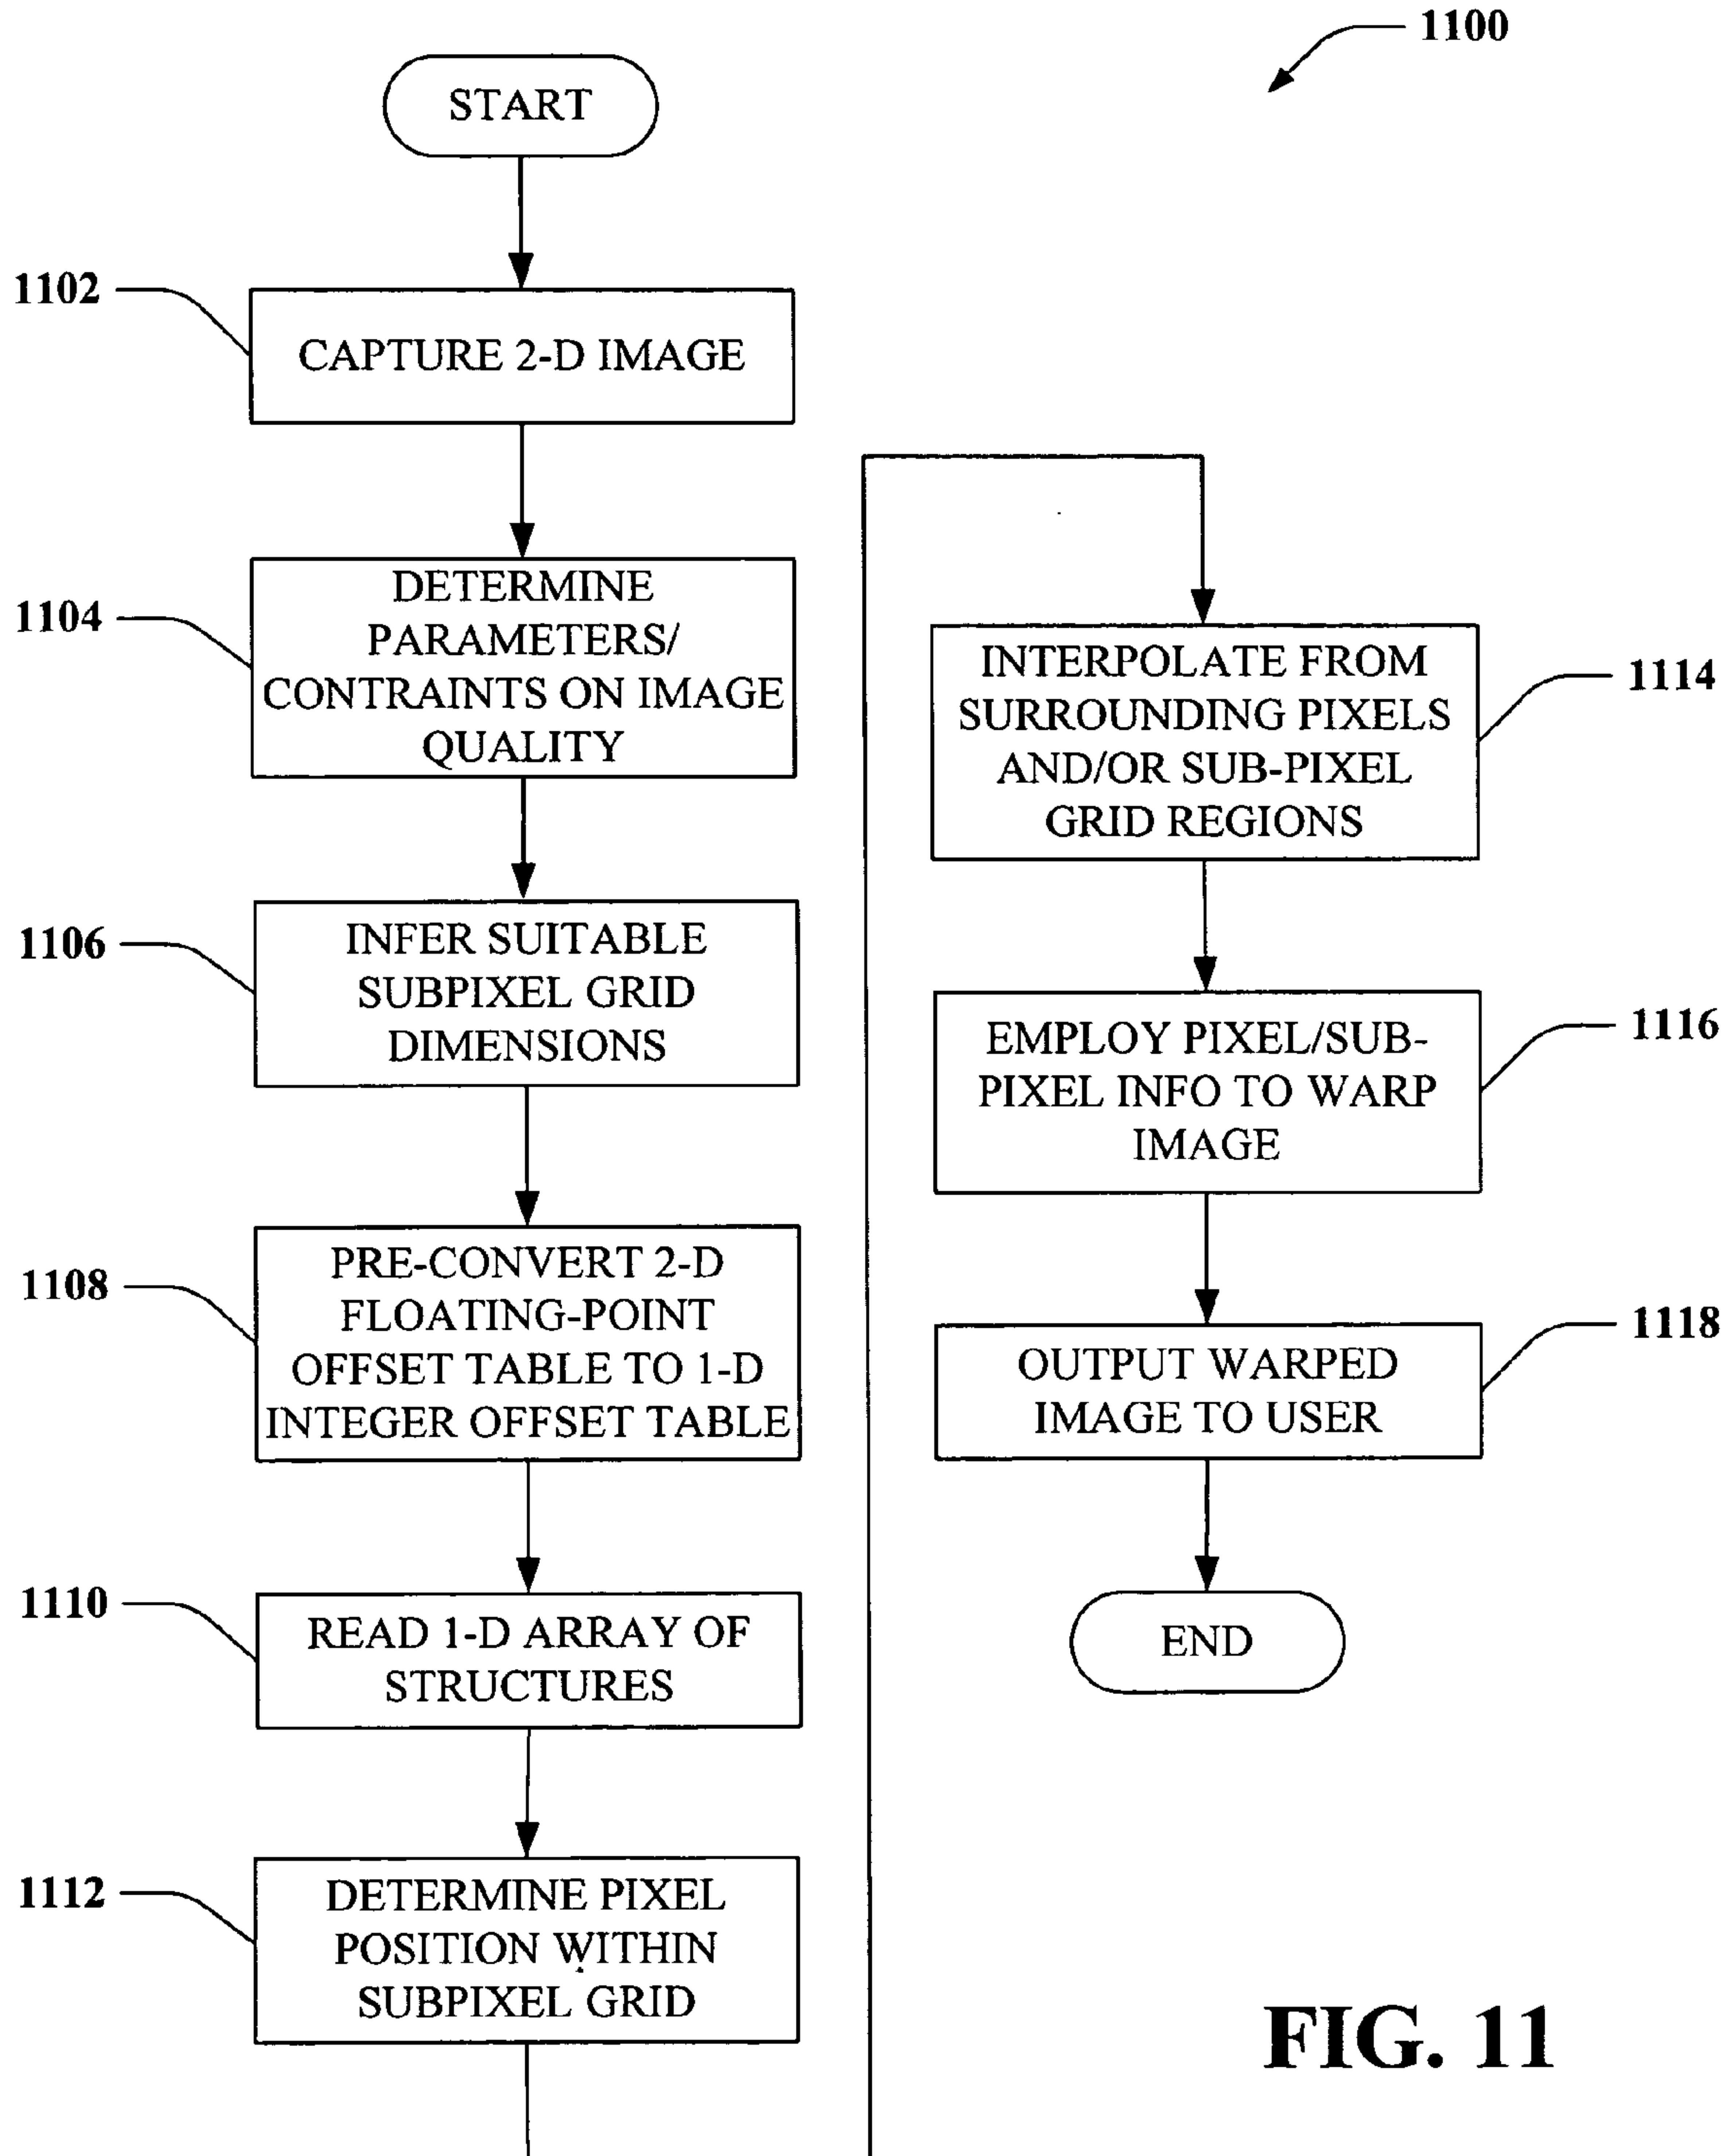 1100
START
1102
CAPTURE 2-D IMAGE
1104
DETERMINE
PARAMETERS/
CONTRAINTS ON IMAGE
QUALITY
1106
INFER SUITABLE
SUBPIXEL GRID
DIMENSIONS
1108
PRE-CONVERT 2-D
FLOATING-POINT
OFFSET TABLE TO 1-D
INTEGER OFFSET TABLE
1110
READ 1-D ARRAY OF
STRUCTURES
1112
DETERMINE PIXEL
POSITION WITHIN
SUBPIXEL GRID
INTERPOLATE FROM
SURROUNDING PIXELS
AND/OR SUB-PIXEL
GRID REGIONS
1114
EMPLOY PIXEL/SUB-
PIXEL INFO TO WARP
IMAGE
1116
OUTPUT WARPED
IMAGE TO USER
1118
END
FIG. 11